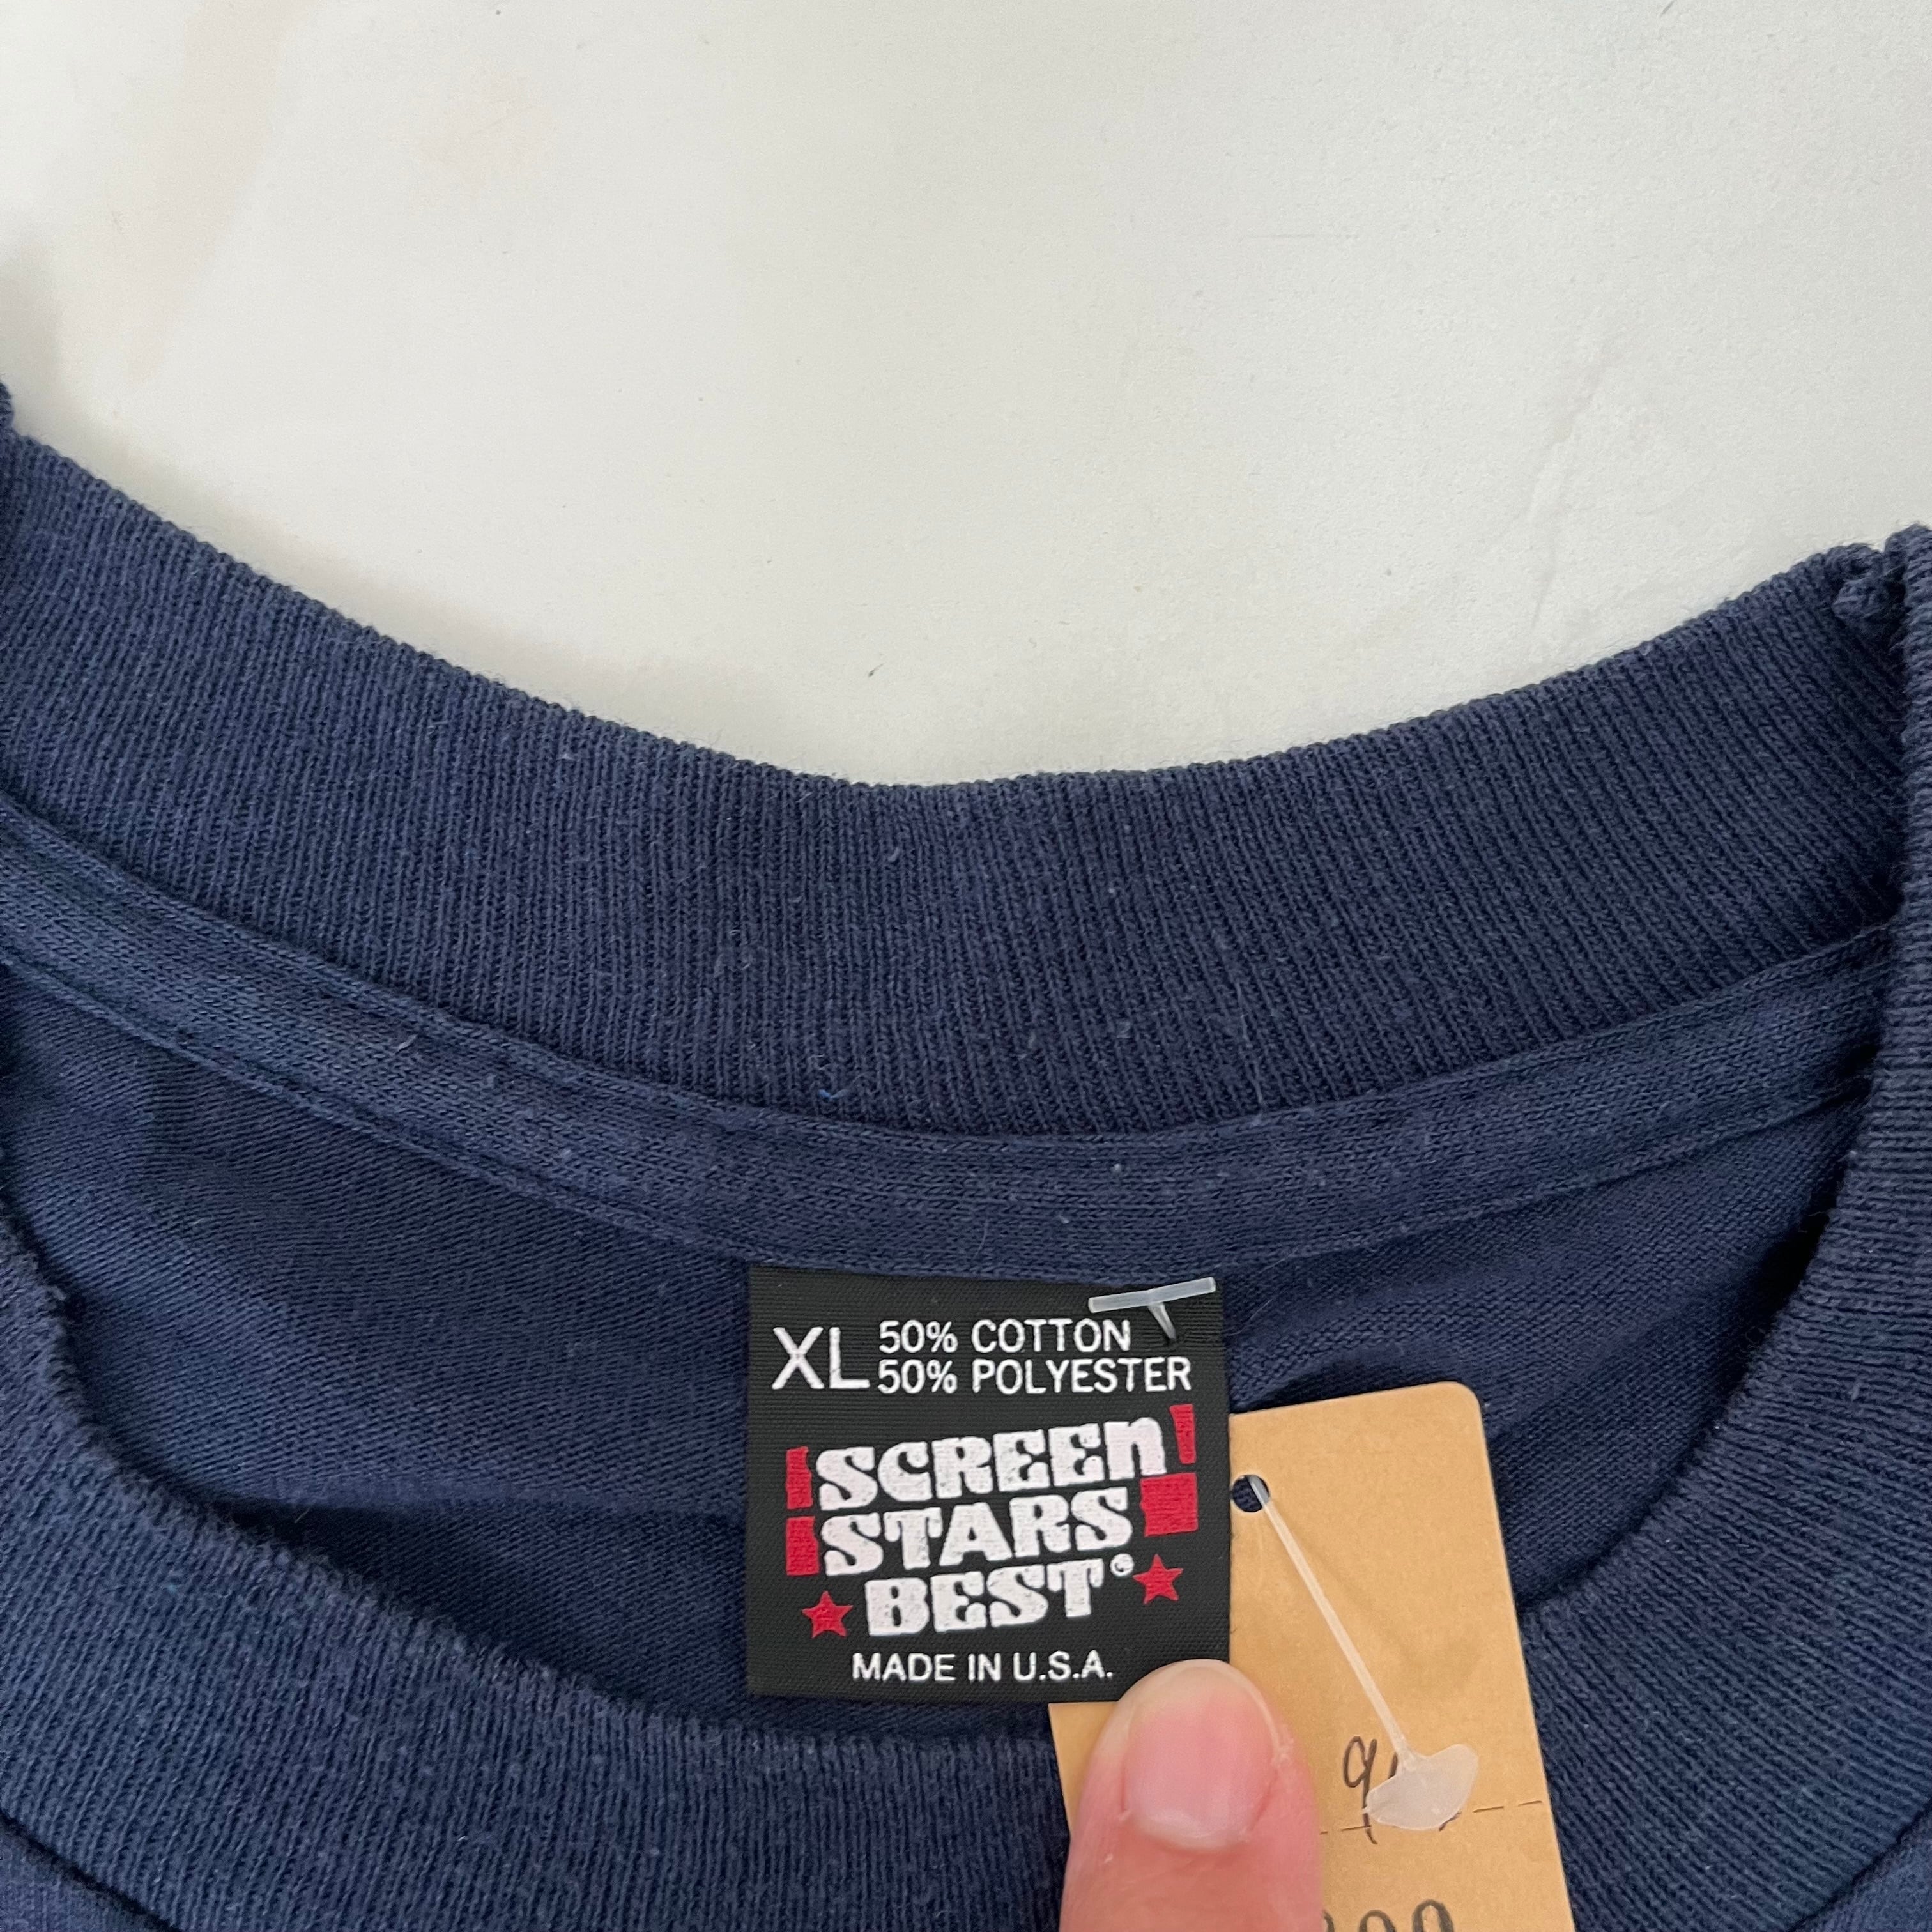 XL 50% COTTON
50% POLYESTER
SCREEN
STARS
BEST®
MADE IN U.S.A.